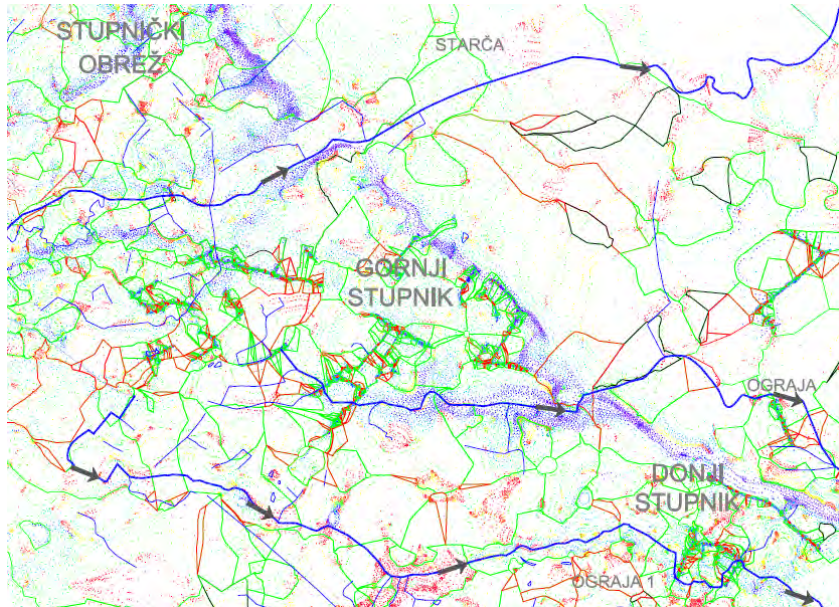 STUPNIČKI
OBREŽ
STARČA
GORNJI
STUPNIK
OGRAJA
DONJI
STUPNIK
OGRAJA 1